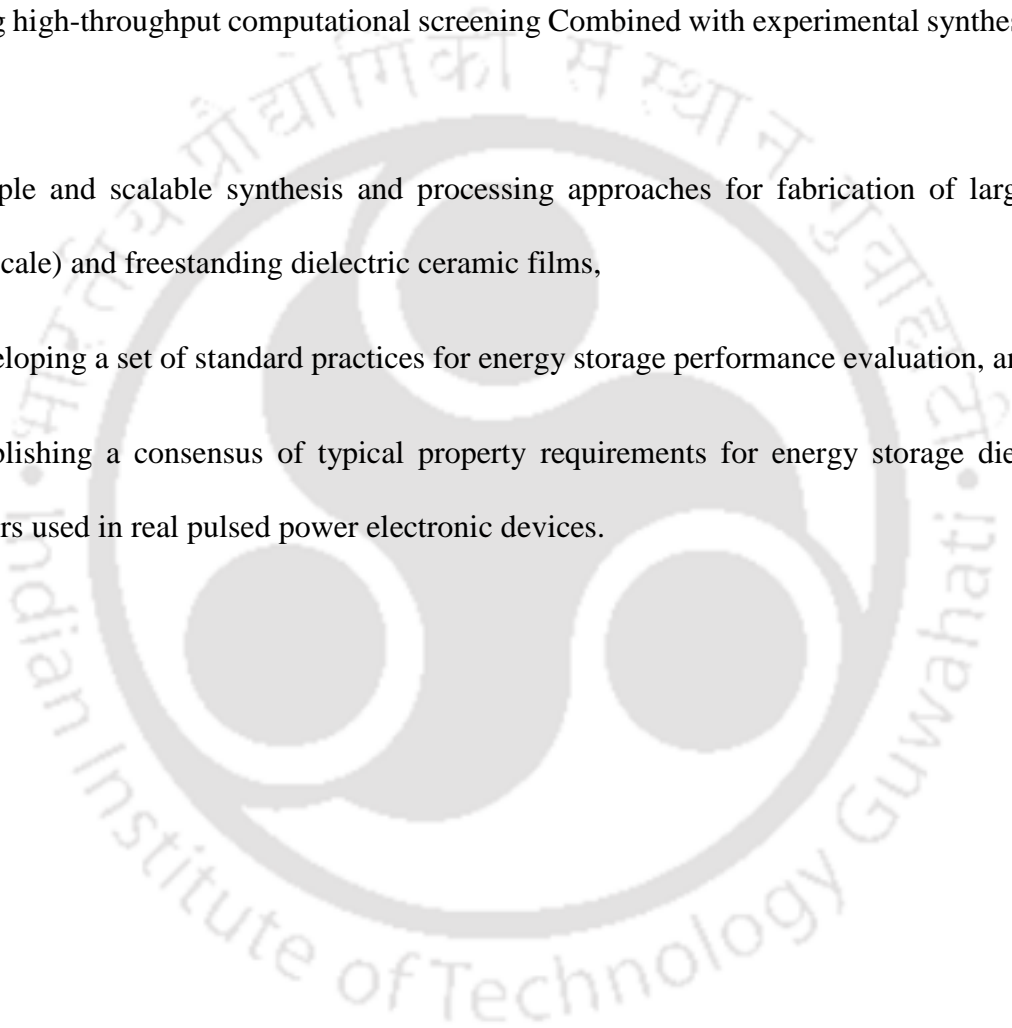 g high-throughput computational screening Combined with experimental synthes
ple and scalable synthesis and processing approaches for fabrication of larg
cale) and freestanding dielectric ceramic films,
eloping a set of standard practices for energy storage performance evaluation, an
blishing a consensus of typical property requirements for energy storage die
rs used in real pulsed power electronic devices.
भारतीय प्रौद्योगिकी संस्थान गुवाहाटी
Indian Institute of Technology Guwahati